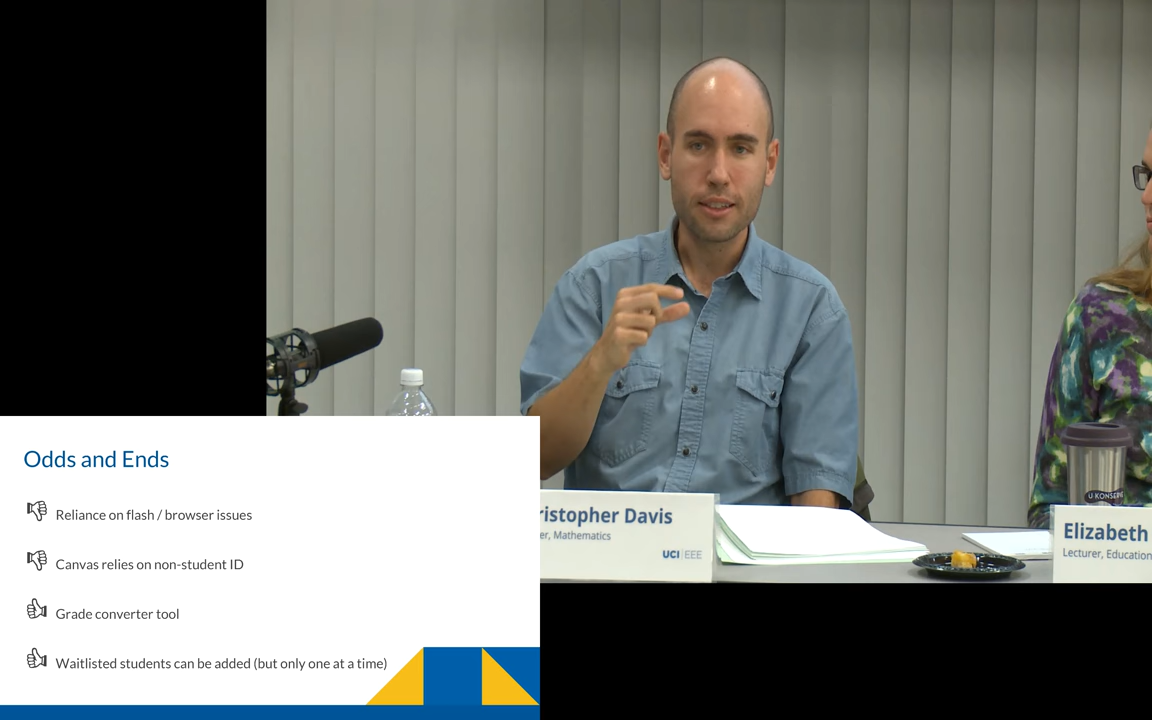 Odds and Ends
Reliance on flash / browser issues
Canvas relies on non-student ID
Grade converter tool
Waitlisted students can be added (but only one at a time)
ristopher Davis
er, Mathematics
UCI EEE
U KONSERVE
Elizabeth
Lecturer, Education